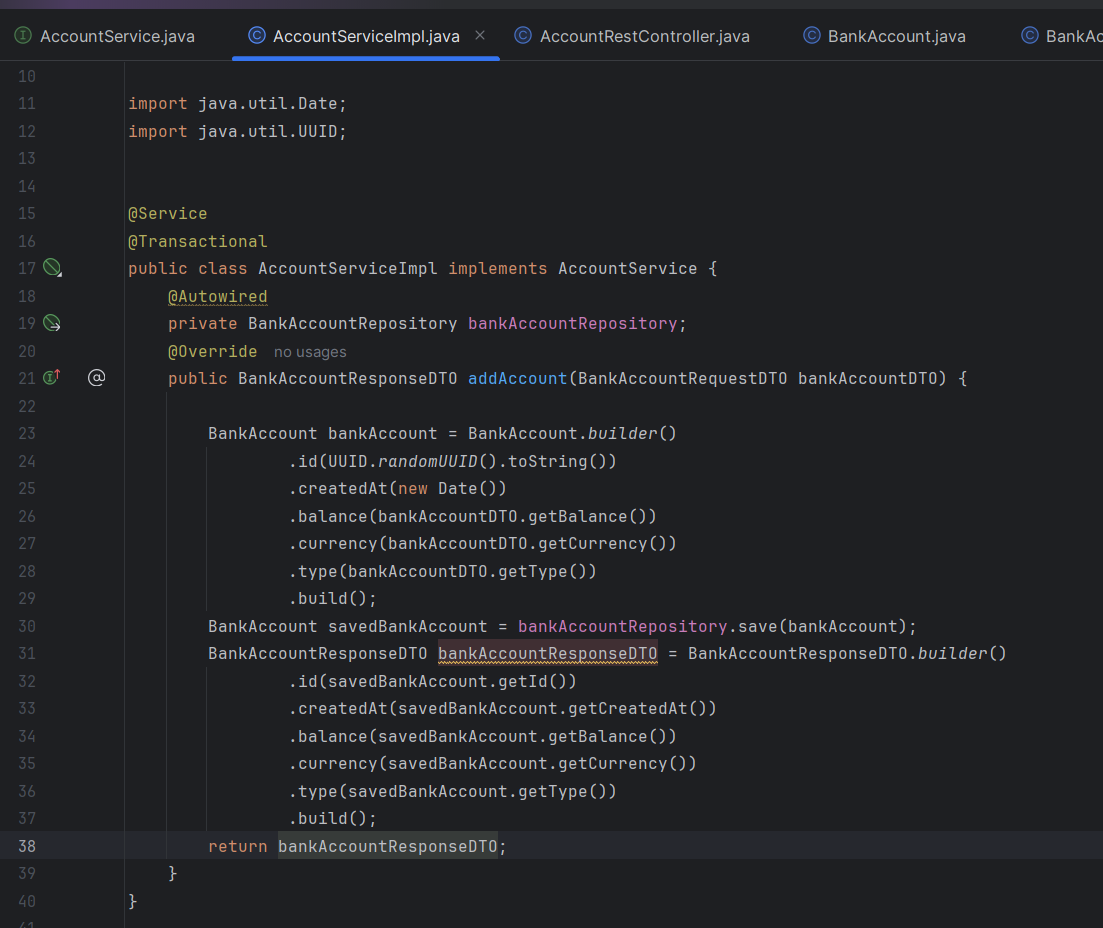 AccountService.java AccountServiceImpl.java AccountRestController.java BankAccount.java BankAc
10
11 import java.util.Date;
12 import java.util.UUID;
13
14
15 @Service
16 @Transactional
17 public class AccountServiceImpl implements AccountService {
18 @Autowired
19 private BankAccountRepository bankAccountRepository;
20 @Override no usages
21 @ public BankAccountResponseDTO addAccount(BankAccountRequestDTO bankAccountDTO) {
22
23 BankAccount bankAccount = BankAccount.builder()
24 .id(UUID.randomUUID().toString())
25 .createdAt(new Date())
26 .balance(bankAccountDTO.getBalance())
27 .currency(bankAccountDTO.getCurrency())
28 .type(bankAccountDTO.getType())
29 .build();
30 BankAccount savedBankAccount = bankAccountRepository.save(bankAccount);
31 BankAccountResponseDTO bankAccountResponseDTO = BankAccountResponseDTO.builder()
32 .id(savedBankAccount.getId())
33 .createdAt(savedBankAccount.getCreatedAt())
34 .balance(savedBankAccount.getBalance())
35 .currency(savedBankAccount.getCurrency())
36 .type(savedBankAccount.getType())
37 .build();
38 return bankAccountResponseDTO;
39 }
40 }
41